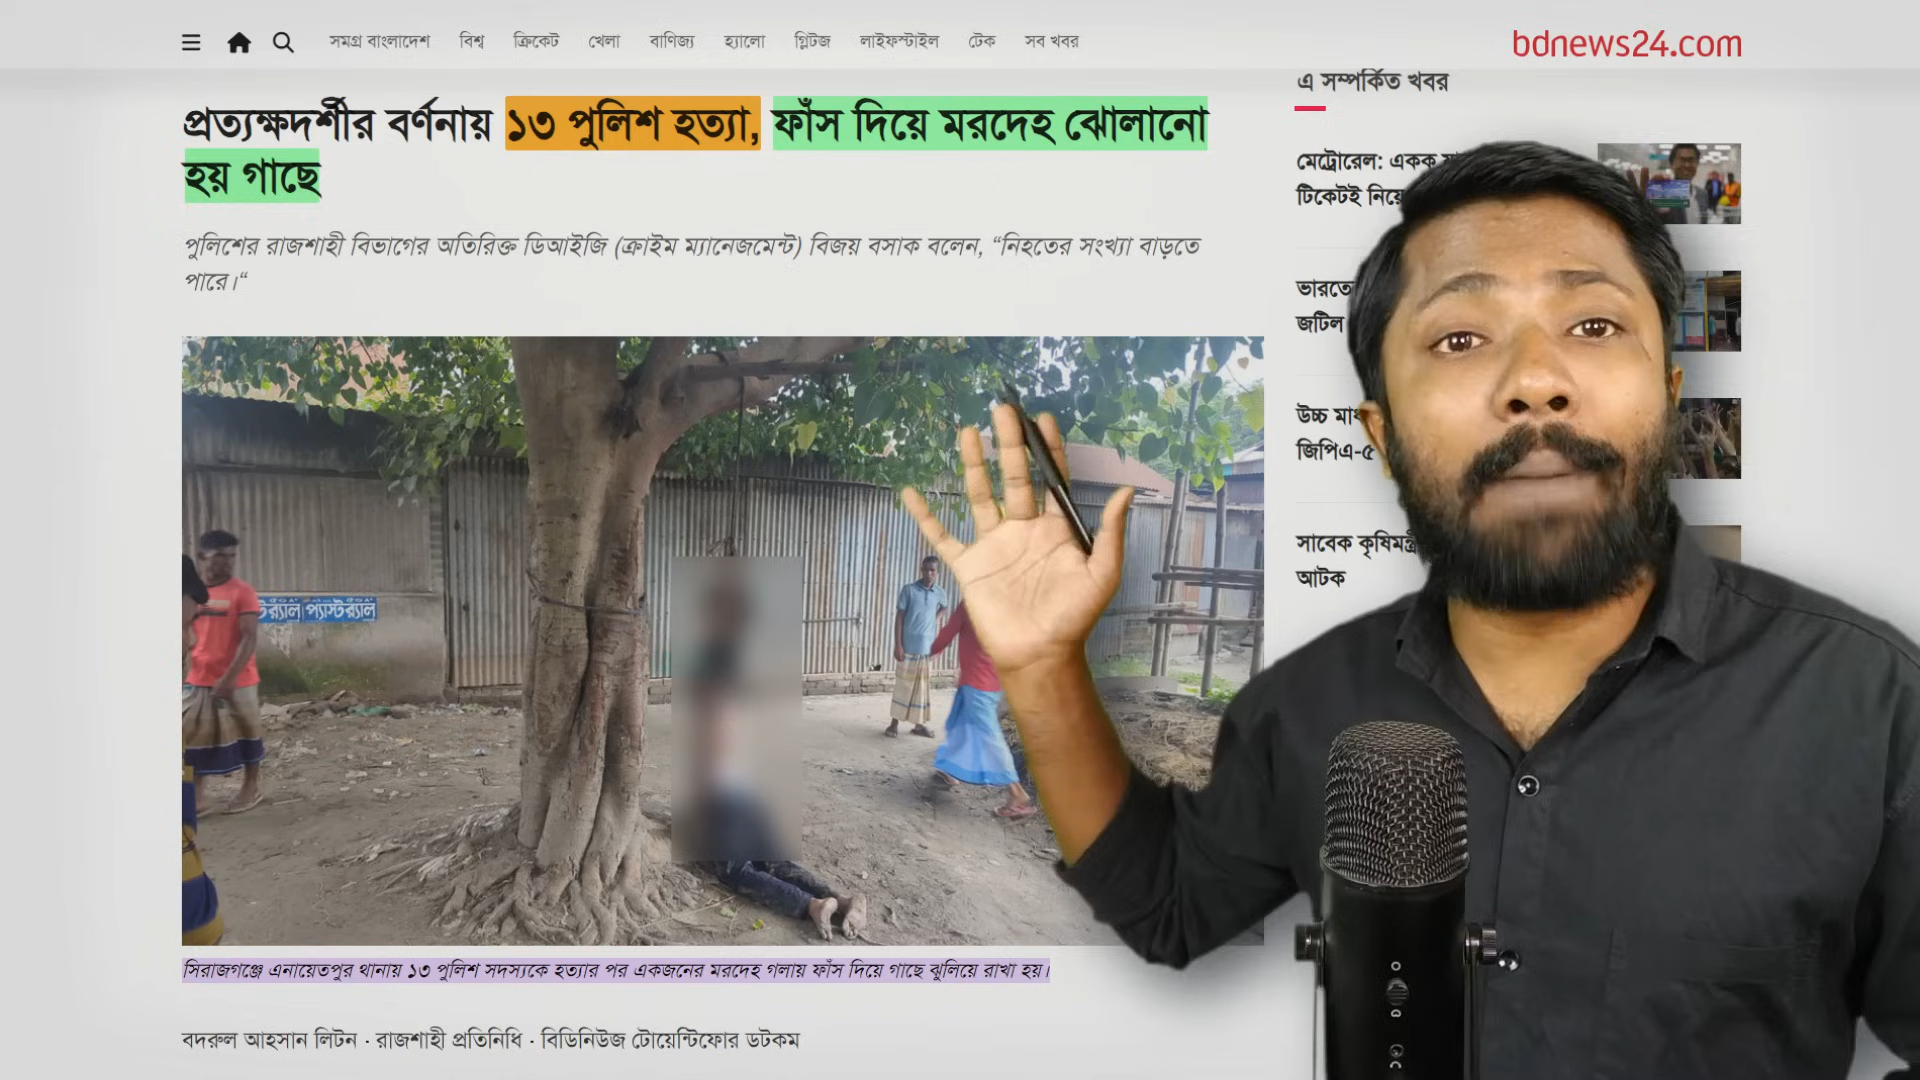 সমগ্র বাংলাদেশ বিশ্ব ক্রিকেট খেলা বাণিজ্য হ্যালো গ্লিটজ লাইফস্টাইল টেক সব খবর
bdnews24.com
প্রত্যক্ষদর্শীর বর্ণনায় ১৩ পুলিশ হত্যা, ফাঁস দিয়ে মরদেহ ঝোলানো
হয় গাছে
পুলিশের রাজশাহী বিভাগের অতিরিক্ত ডিআইজি (ক্রাইম ম্যানেজমেন্ট) বিজয় বসাক বলেন, “নিহতের সংখ্যা বাড়তে
পারে।“
প্যাস্টর‍্যাল
সিরাজগঞ্জে এনায়েতপুর থানায় ১৩ পুলিশ সদস্যকে হত্যার পর একজনের মরদেহ গলায় ফাঁস দিয়ে গাছে ঝুলিয়ে রাখা হয়।
বদরুল আহসান লিটন · রাজশাহী প্রতিনিধি · বিডিনিউজ টোয়েন্টিফোর ডটকম
এ সম্পর্কিত খবর
মেট্রোরেল: একক
টিকেটই নিয়ে
ভারতে
জটিল
উচ্চ
জিপিএ-৫
সাবেক কৃষিমন্ত্রী
আটক